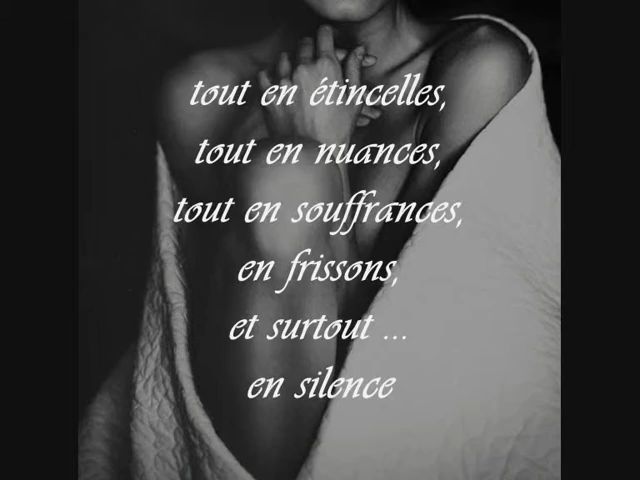 tout en étincelles,
tout en nuances,
tout en souffrances,
en frissons,
et surtout ...
en silence